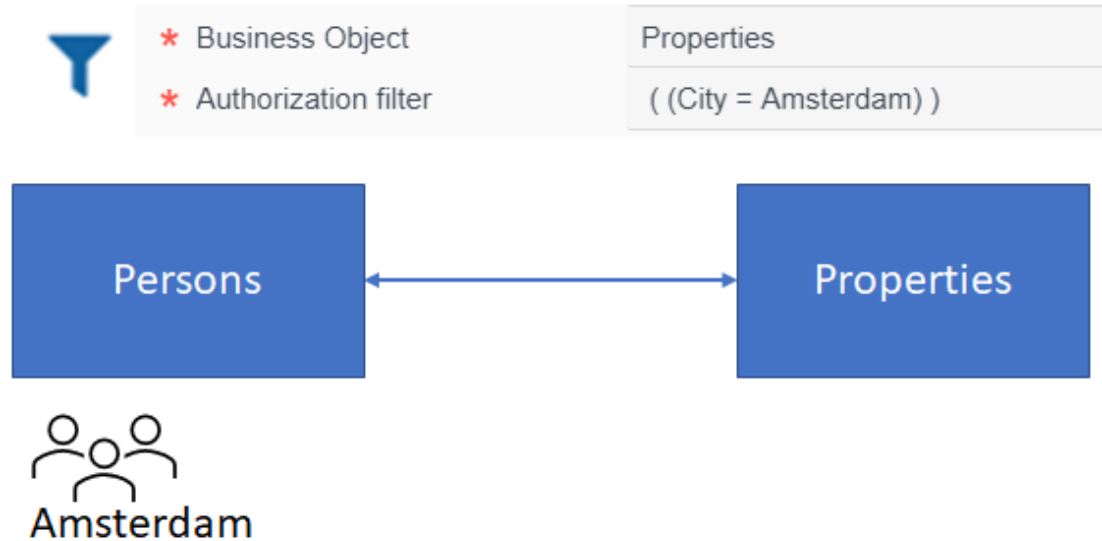 * Business Object Properties
* Authorization filter ( (City = Amsterdam) )
Persons Properties
Amsterdam